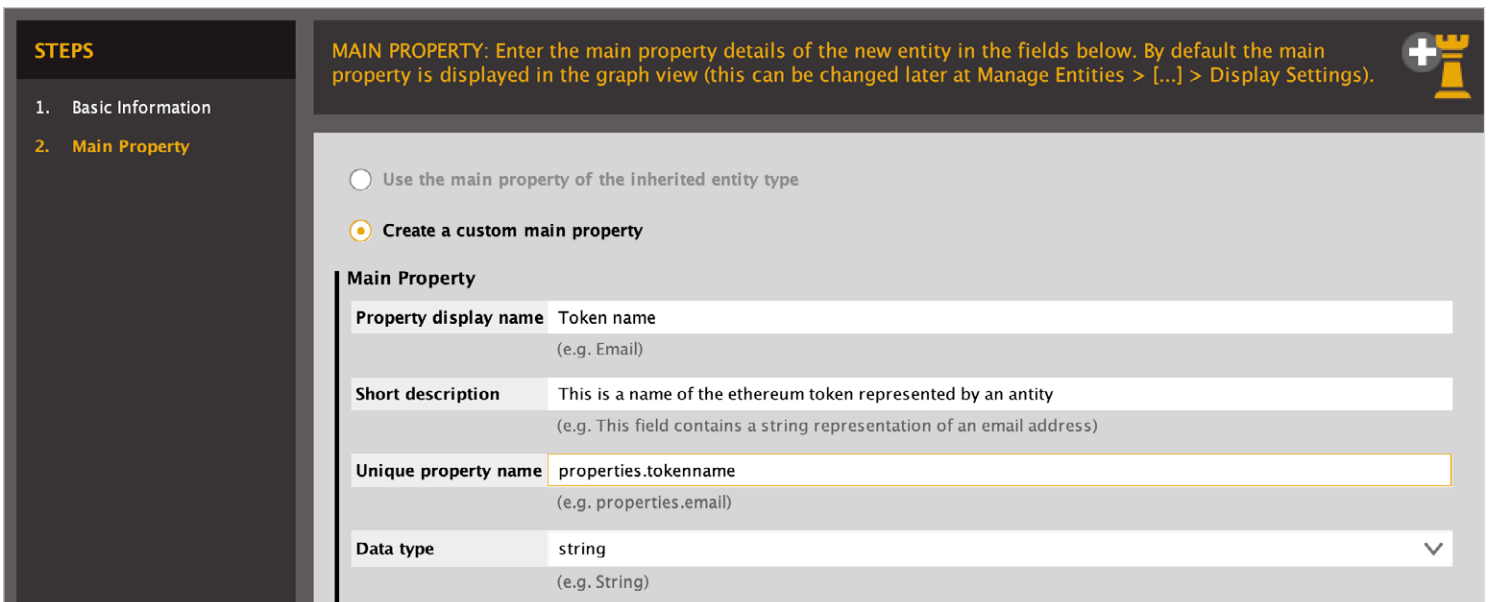 STEPS
1. Basic Information
2. Main Property
MAIN PROPERTY: Enter the main property details of the new entity in the fields below. By default the main
property is displayed in the graph view (this can be changed later at Manage Entities > [...] > Display Settings).
Use the main property of the inherited entity type
Create a custom main property
Main Property
Property display name Token name
(e.g. Email)
Short description This is a name of the ethereum token represented by an antity
(e.g. This field contains a string representation of an email address)
Unique property name properties.tokenname
(e.g. properties.email)
Data type string
(e.g. String)